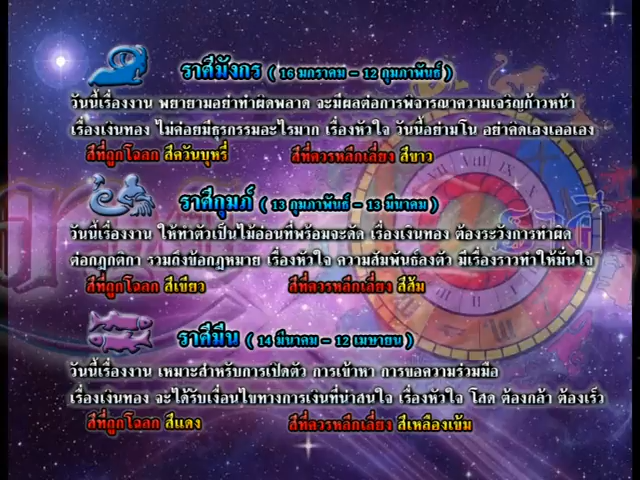 ราศีมังกร ( 16 มกราคม - 12 กุมภาพันธ์ )
วันนี้เรื่องงาน พยายามอย่าทำผิดพลาด จะมีผลต่อการพิจารณาความเจริญก้าวหน้า
เรื่องเงินทอง ไม่ค่อยมีธุรกรรมอะไรมาก เรื่องหัวใจ วันนี้อย่ามโน อย่าคิดเองเออเอง
สีที่ถูกโฉลก สีควันบุหรี่ สีที่ควรหลีกเลี่ยง สีขาว
ราศีกุมภ์ ( 13 กุมภาพันธ์ - 13 มีนาคม )
วันนี้เรื่องงาน ให้ทำตัวเป็นไม้อ่อนที่พร้อมจะดัด เรื่องเงินทอง ต้องระวังการทำผิด
ต่อกฎกติกา รวมถึงข้อกฎหมาย เรื่องหัวใจ ความสัมพันธ์ลงตัว มีเรื่องราวทำให้มั่นใจ
สีที่ถูกโฉลก สีเขียว สีที่ควรหลีกเลี่ยง สีส้ม
ราศีมีน ( 14 มีนาคม - 12 เมษายน )
วันนี้เรื่องงาน เหมาะสำหรับการเปิดตัว การเข้าหา การขอความร่วมมือ
เรื่องเงินทอง จะได้รับเงื่อนไขทางการเงินที่น่าสนใจ เรื่องหัวใจ โสด ต้องกล้า ต้องเร็ว
สีที่ถูกโฉลก สีแดง สีที่ควรหลีกเลี่ยง สีเหลืองเข้ม